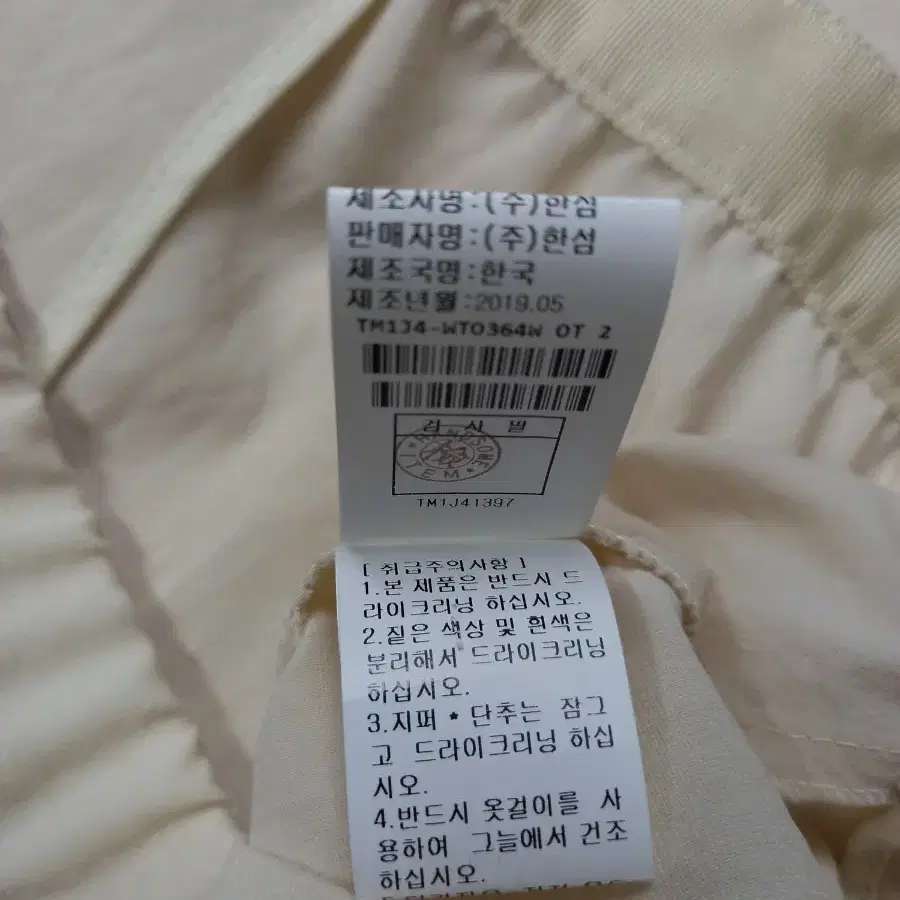 제조사명:(주)한섬
판매자명:(주)한섬
제조국명:한국
제조년월:2019.05
TM1J4-WTO364W OT 2
검 사 필
HANDSOME
ITEM
TM1J41397
[ 취급주의사항 ]
1.본 제품은 반드시 드
라이크리닝 하십시오.
2.짙은 색상 및 흰색은
분리해서 드라이크리닝
하십시오.
3.지퍼 * 단추는 잠그
고 드라이크리닝 하십
시오.
4.반드시 옷걸이를 사
용하여 그늘에서 건조
하십시오.